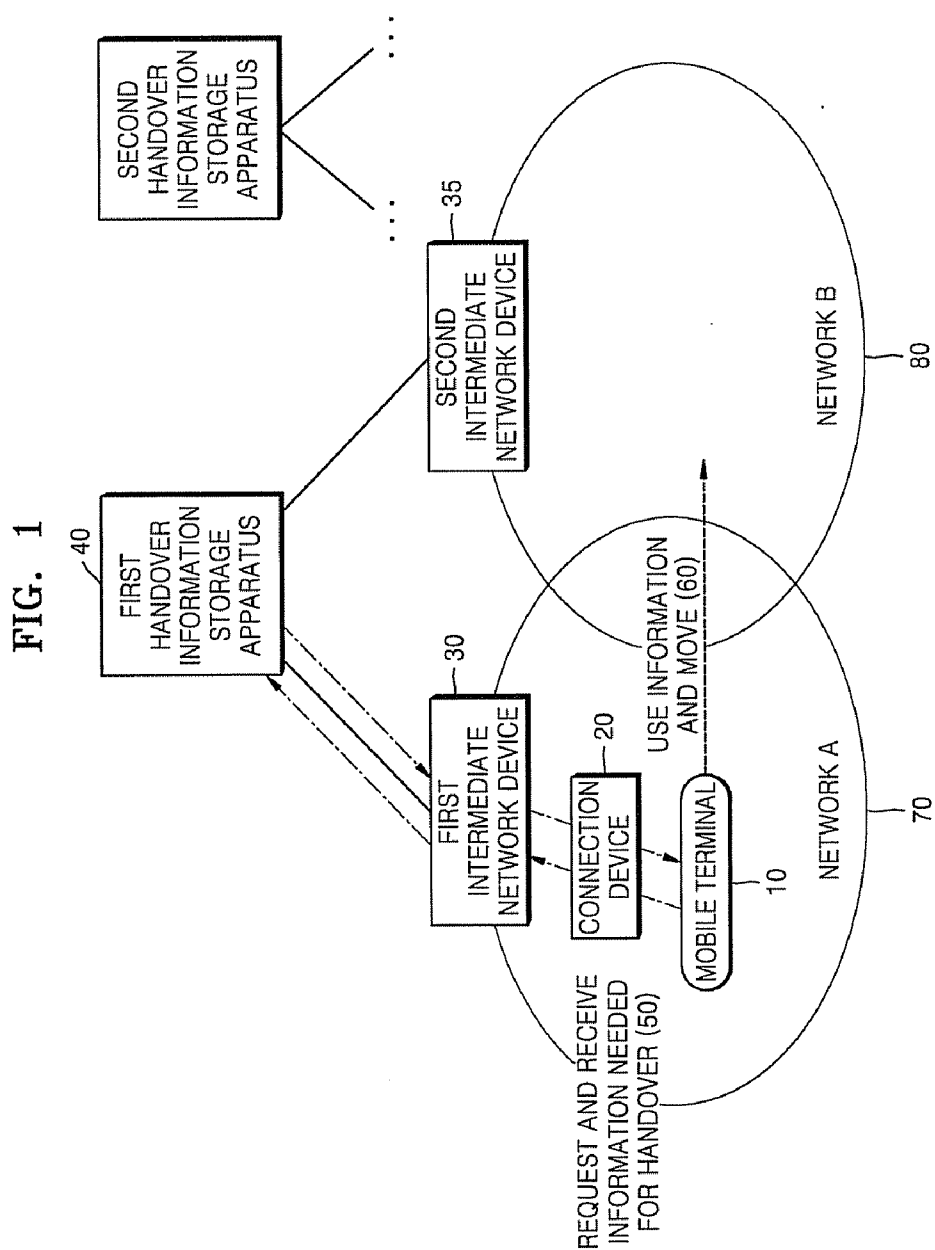 FIG. 1
40
FIRST
HANDOVER
INFORMATION
STORAGE
APPARATUS
SECOND
HANDOVER
INFORMATION
STORAGE
APPARATUS
...
...
30
FIRST
INTERMEDIATE
NETWORK DEVICE
35
SECOND
INTERMEDIATE
NETWORK DEVICE
REQUEST AND RECEIVE
INFORMATION NEEDED
FOR HANDOVER (50)
20
CONNECTION
DEVICE
USE INFORMATION
AND MOVE (60)
MOBILE TERMINAL
10
NETWORK A
70
NETWORK B
80